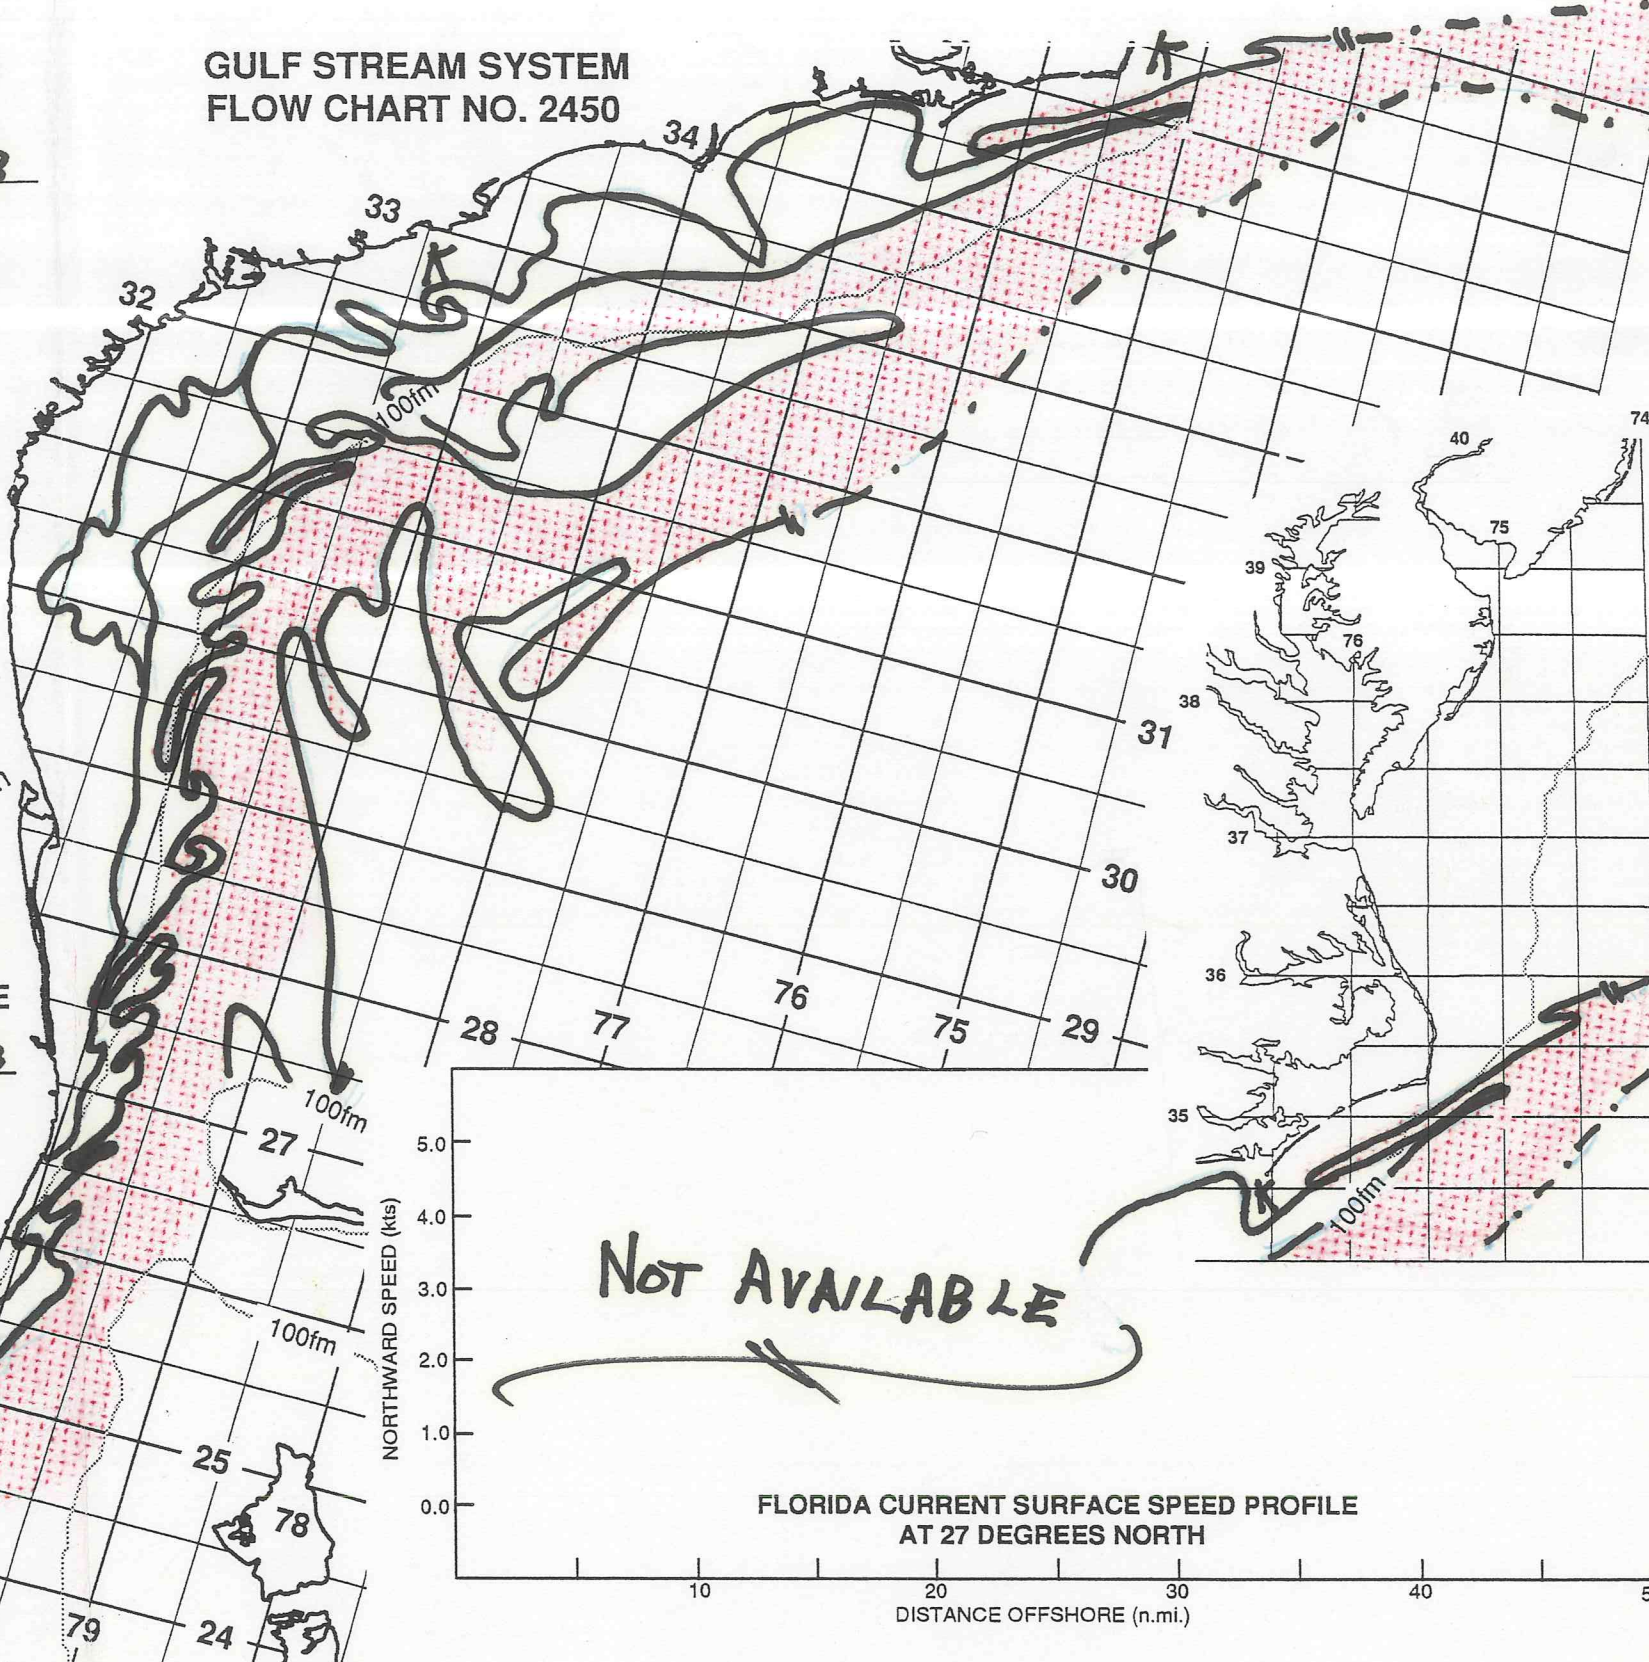 GULF STREAM SYSTEM
FLOW CHART NO. 2450
K
34
33
K
32
100fm
74
40
75
39
76
38
31
37
30
36
76
77
75
29
28
100fm
27
35
K
100fm
5.0
4.0
3.0
2.0
1.0
0.0
NORTHWARD SPEED (kts)
NOT AVAILABLE
100fm
25
78
79
24
FLORIDA CURRENT SURFACE SPEED PROFILE
AT 27 DEGREES NORTH
10
20
30
40
DISTANCE OFFSHORE (n.mi.)